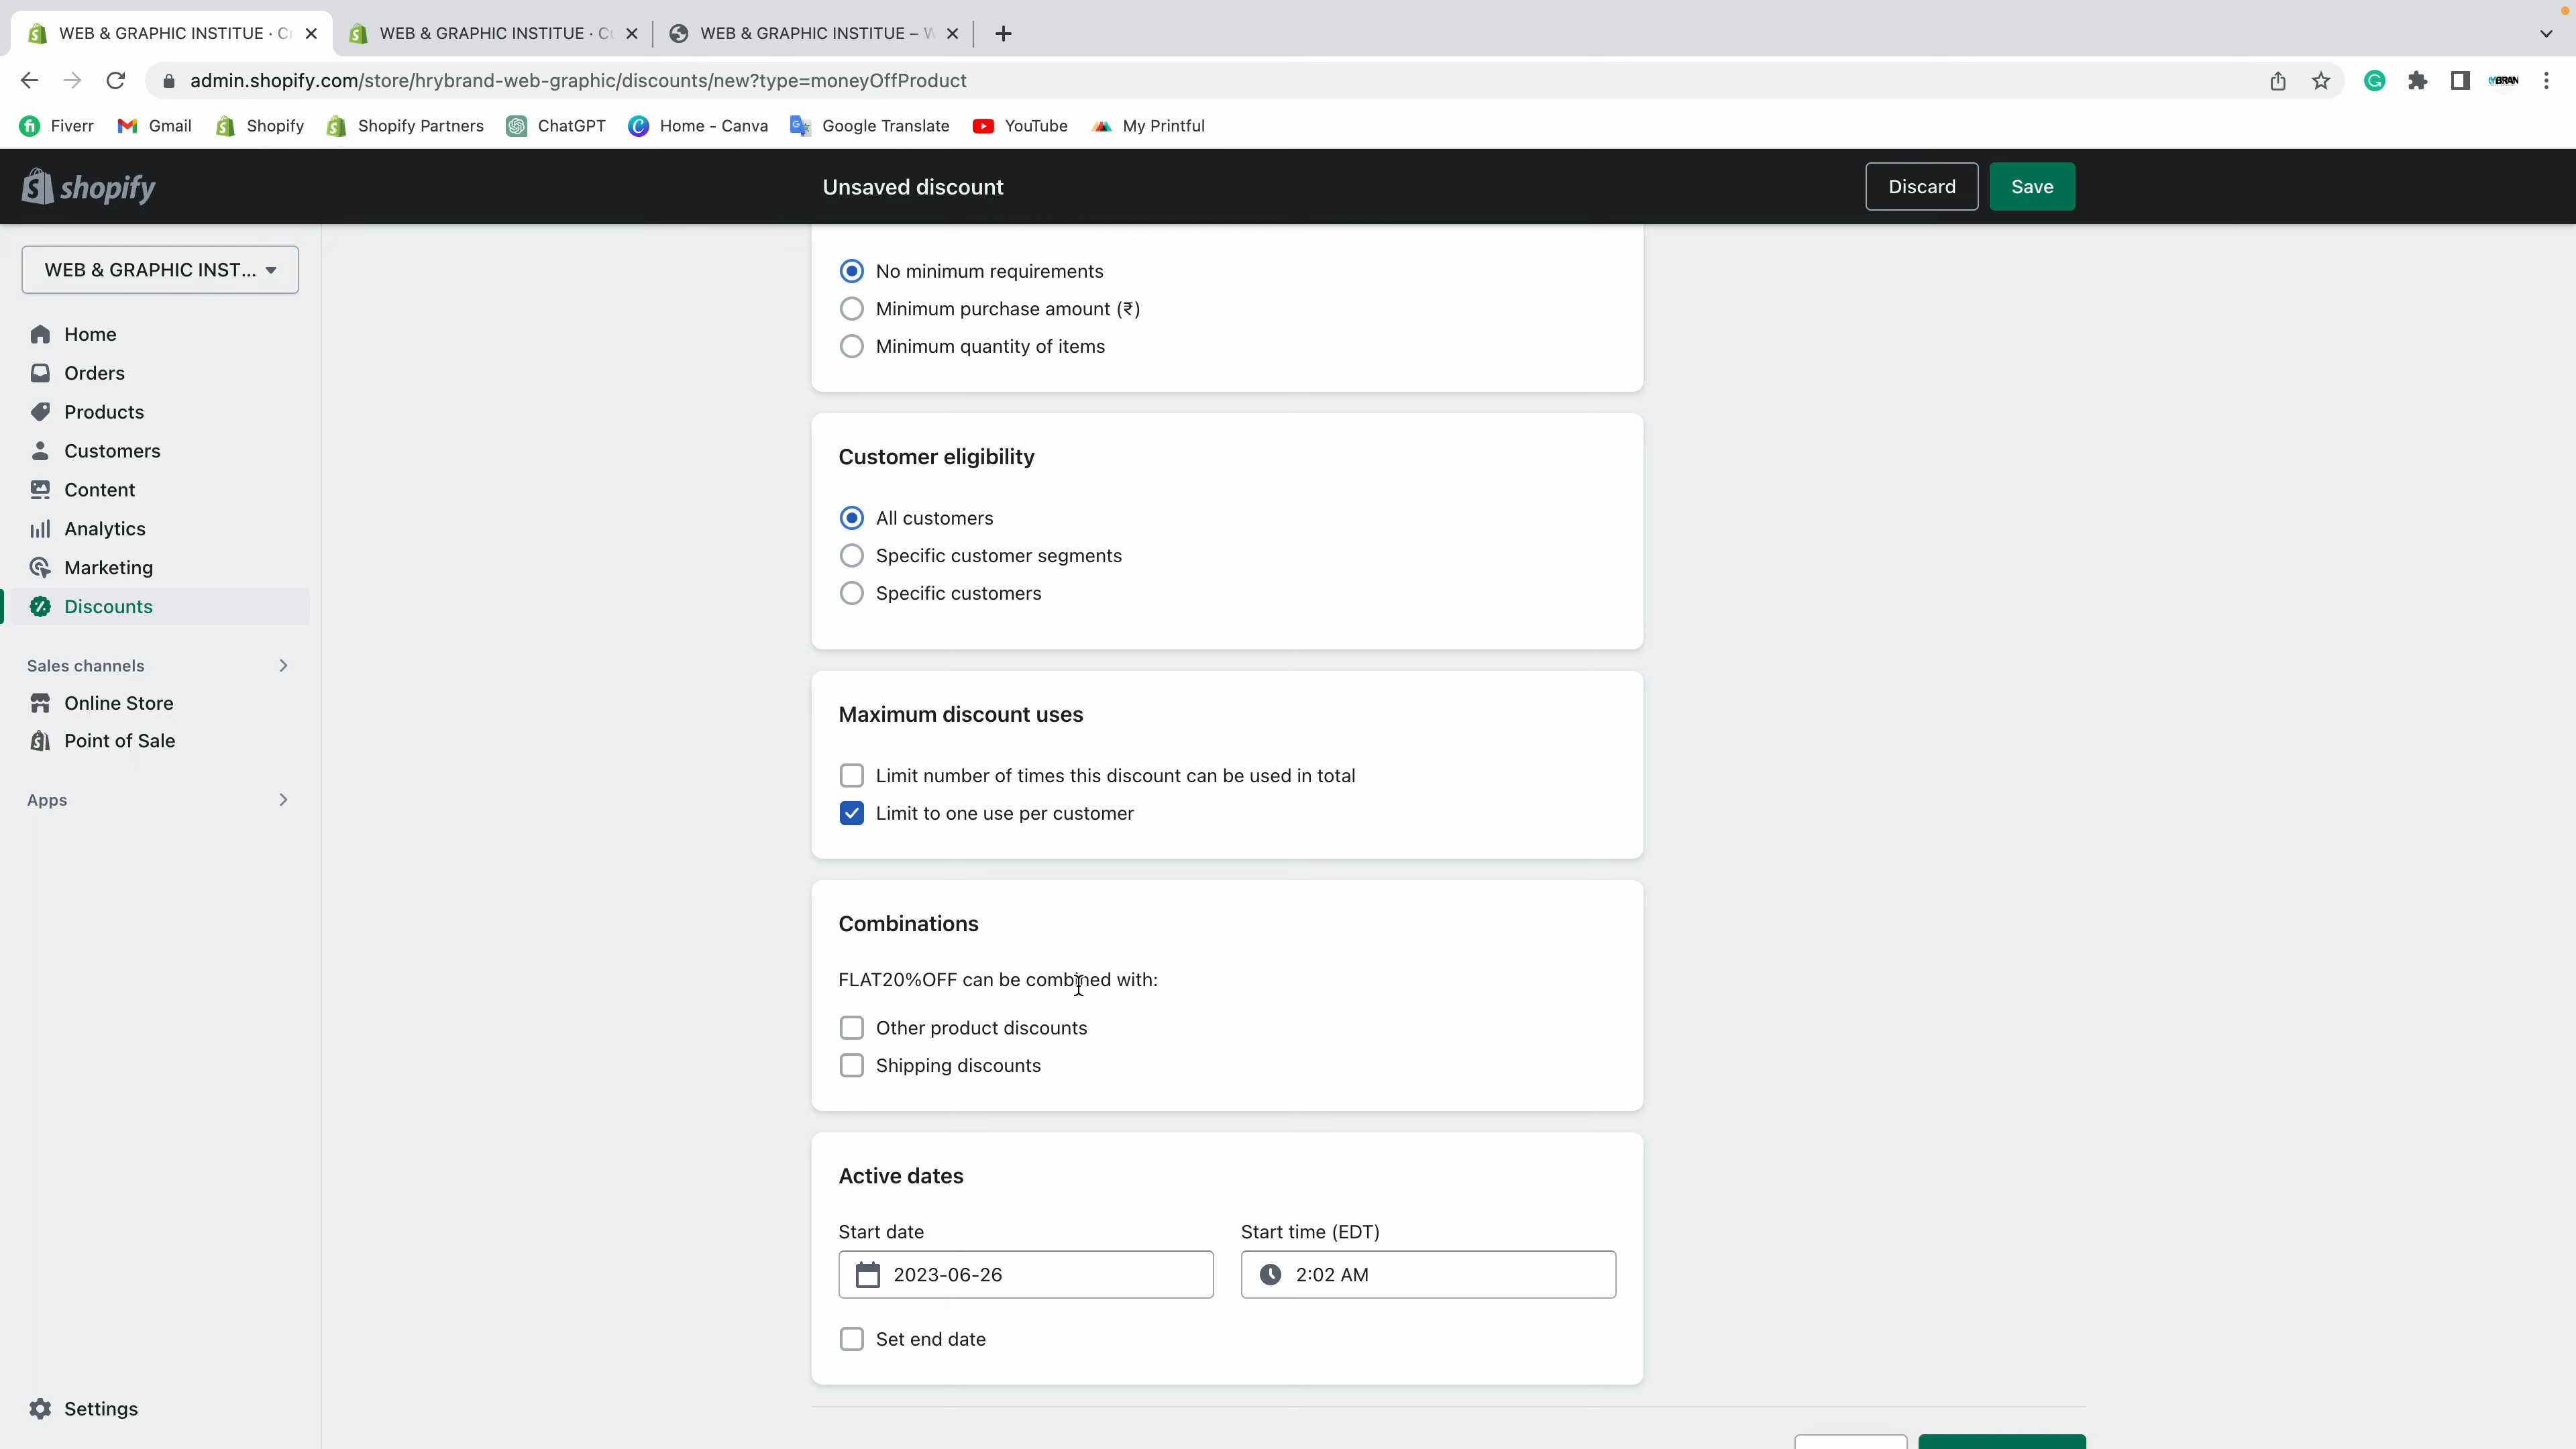 WEB & GRAPHIC INSTITUE · C
WEB & GRAPHIC INSTITUE · C
WEB & GRAPHIC INSTITUE –
admin.shopify.com/store/hrybrand-web-graphic/discounts/new?type=moneyOffProduct
Fiverr Gmail Shopify Shopify Partners ChatGPT Home - Canva Google Translate YouTube My Printful
shopify
Unsaved discount
Discard
Save
WEB & GRAPHIC INST...
Home
Orders
Products
Customers
Content
Analytics
Marketing
Discounts
Sales channels
Online Store
Point of Sale
Apps
Settings
No minimum requirements
Minimum purchase amount (₹)
Minimum quantity of items
Customer eligibility
All customers
Specific customer segments
Specific customers
Maximum discount uses
Limit number of times this discount can be used in total
Limit to one use per customer
Combinations
FLAT20%OFF can be combined with:
Other product discounts
Shipping discounts
Active dates
Start date
Start time (EDT)
2023-06-26
2:02 AM
Set end date